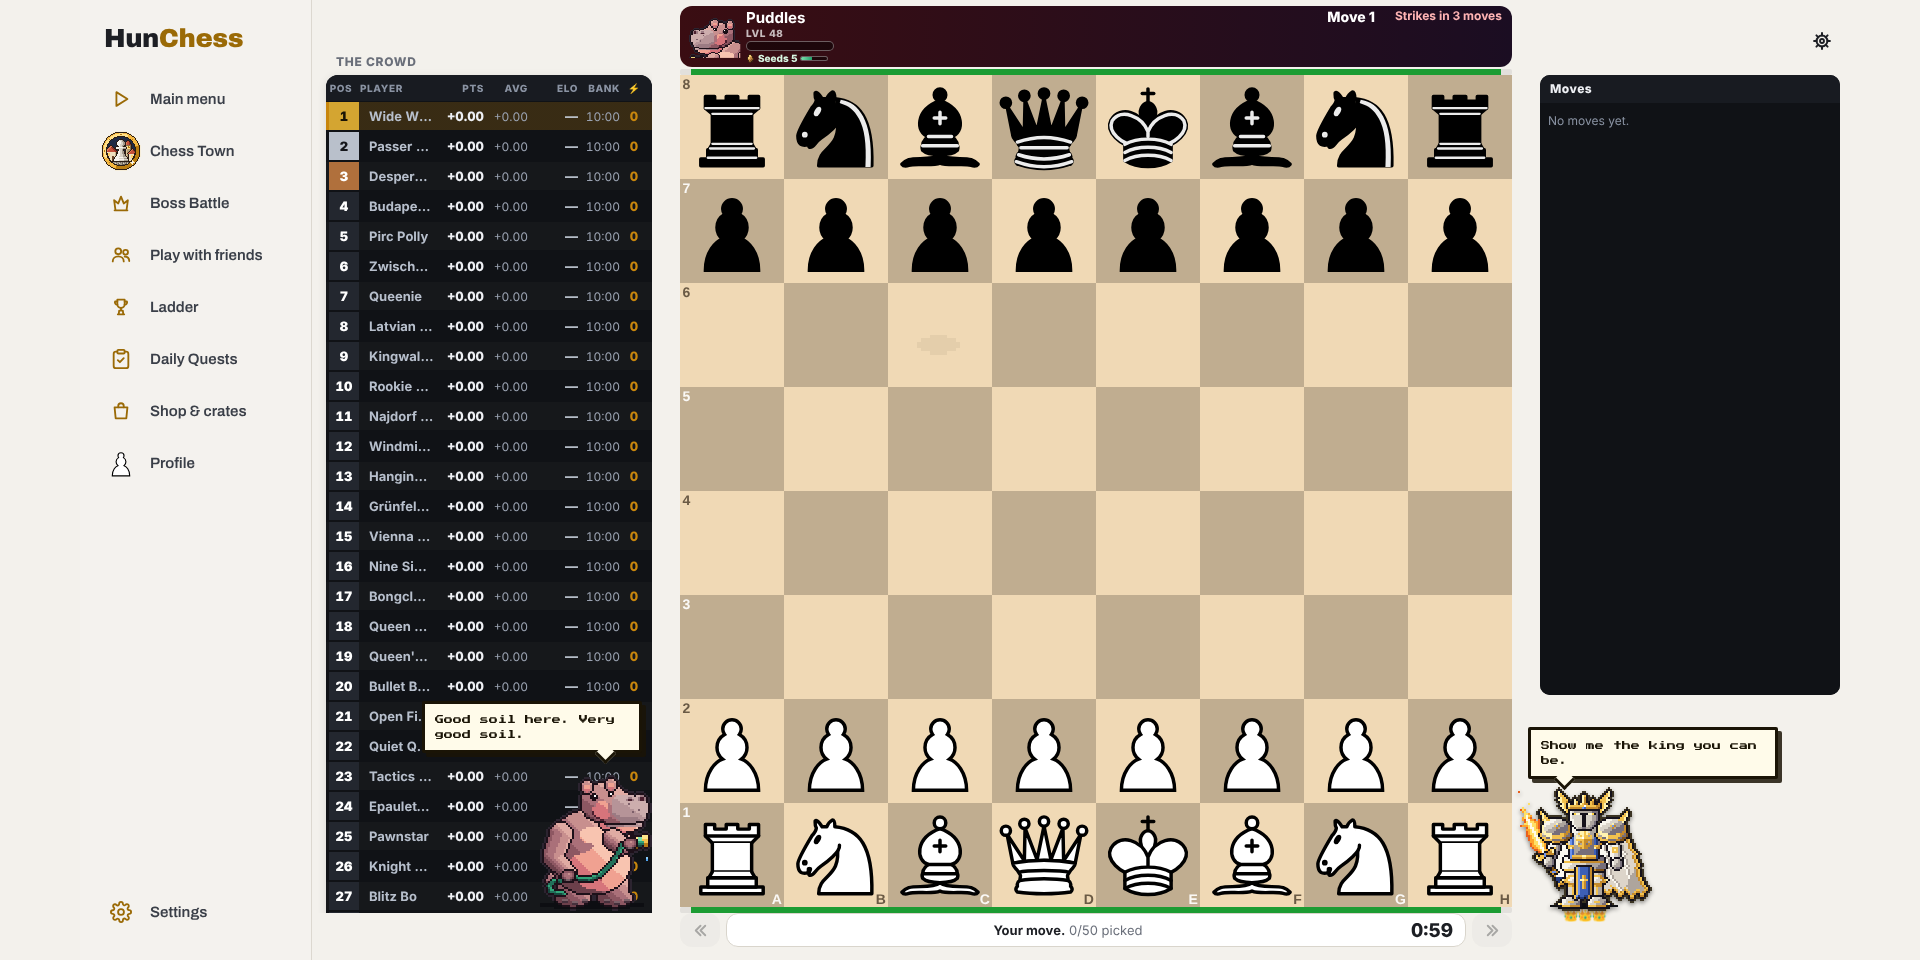 HunChess
Main menu
Chess Town
Boss Battle
Play with friends
Ladder
Daily Quests
Shop & crates
Profile
Settings
THE CROWD
POS PLAYER PTS AVG ELO BANK ⚡
1 Wide W... +0.00 +0.00 — 10:00 0
2 Passer ... +0.00 +0.00 — 10:00 0
3 Desper... +0.00 +0.00 — 10:00 0
4 Budape... +0.00 +0.00 — 10:00 0
5 Pirc Polly +0.00 +0.00 — 10:00 0
6 Zwisch... +0.00 +0.00 — 10:00 0
7 Queenie +0.00 +0.00 — 10:00 0
8 Latvian ... +0.00 +0.00 — 10:00 0
9 Kingwal... +0.00 +0.00 — 10:00 0
10 Rookie ... +0.00 +0.00 — 10:00 0
11 Najdorf ... +0.00 +0.00 — 10:00 0
12 Windmi... +0.00 +0.00 — 10:00 0
13 Hangin... +0.00 +0.00 — 10:00 0
14 Grünfel... +0.00 +0.00 — 10:00 0
15 Vienna ... +0.00 +0.00 — 10:00 0
16 Nine Si... +0.00 +0.00 — 10:00 0
17 Bongcl... +0.00 +0.00 — 10:00 0
18 Queen ... +0.00 +0.00 — 10:00 0
19 Queen'... +0.00 +0.00 — 10:00 0
20 Bullet B... +0.00 +0.00 — 10:00 0
21 Open Fi.
22 Quiet Q.
23 Tactics ... +0.00 +0.00 — 10:00 0
24 Epaulet... +0.00 +0.00 —
25 Pawnstar +0.00 +0.00
26 Knight ... +0.00 +0.00
27 Blitz Bo +0.00 +0.00
Good soil here. Very
good soil.
Puddles
LVL 48
Seeds 5
Move 1 Strikes in 3 moves
8
7
6
5
4
3
2
1
A B C D E F G H
Your move. 0/50 picked 0:59
Moves
No moves yet.
Show me the king you can
be.